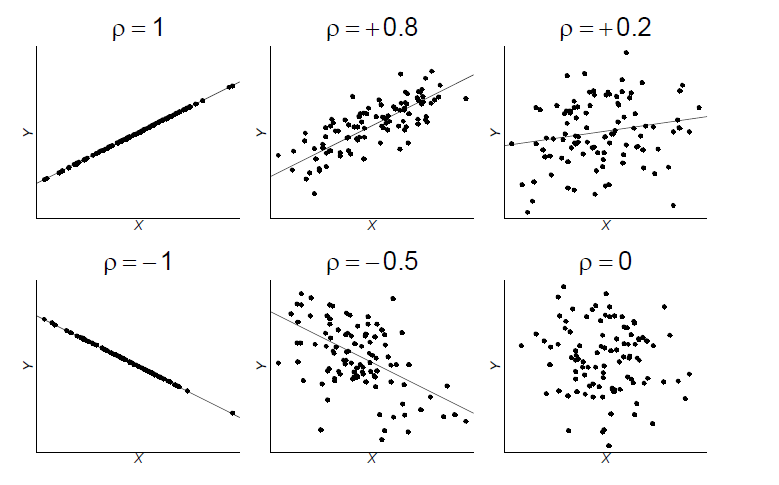 ρ = 1
ρ = +0.8
ρ = +0.2
Y
Y
Y
X
X
X
ρ = −1
ρ = −0.5
ρ = 0
Y
Y
Y
X
X
X